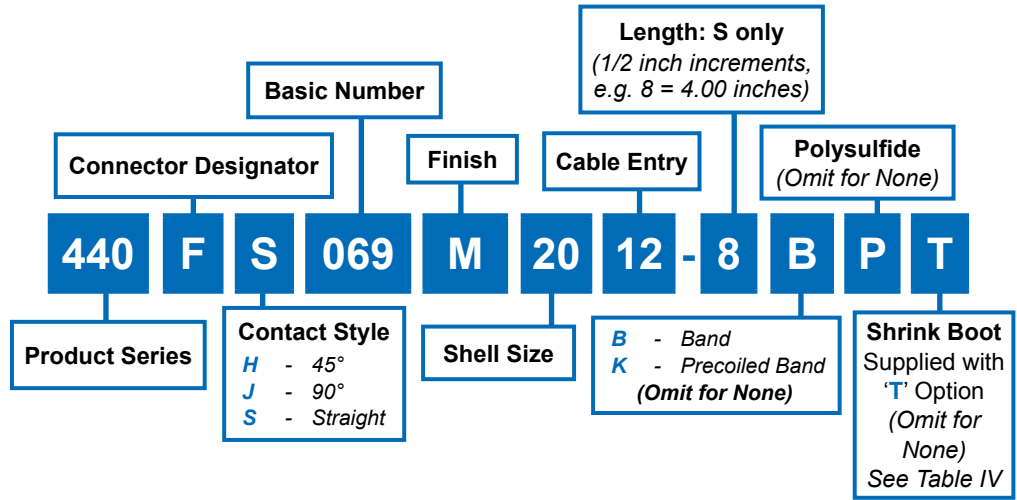 Length: S only
(1/2 inch increments,
e.g. 8 = 4.00 inches)
Basic Number
Connector Designator
Finish
Cable Entry
Polysulfide
(Omit for None)
440 F S 069 M 20 12 - 8 B P T
Product Series
Contact Style
H - 45°
J - 90°
S - Straight
Shell Size
B - Band
K - Precoiled Band
(Omit for None)
Shrink Boot
Supplied with
‘T’ Option
(Omit for
None)
See Table IV